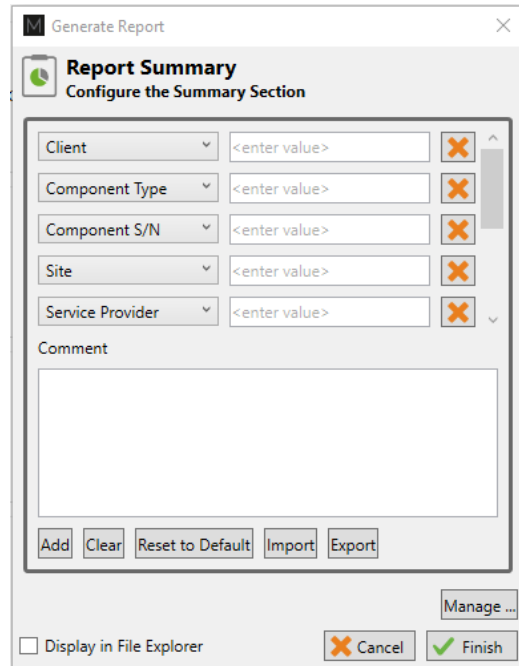 M Generate Report
Report Summary
Configure the Summary Section
Client <enter value>
Component Type <enter value>
Component S/N <enter value>
Site <enter value>
Service Provider <enter value>
Comment
Add Clear Reset to Default Import Export
Manage ...
Display in File Explorer Cancel Finish